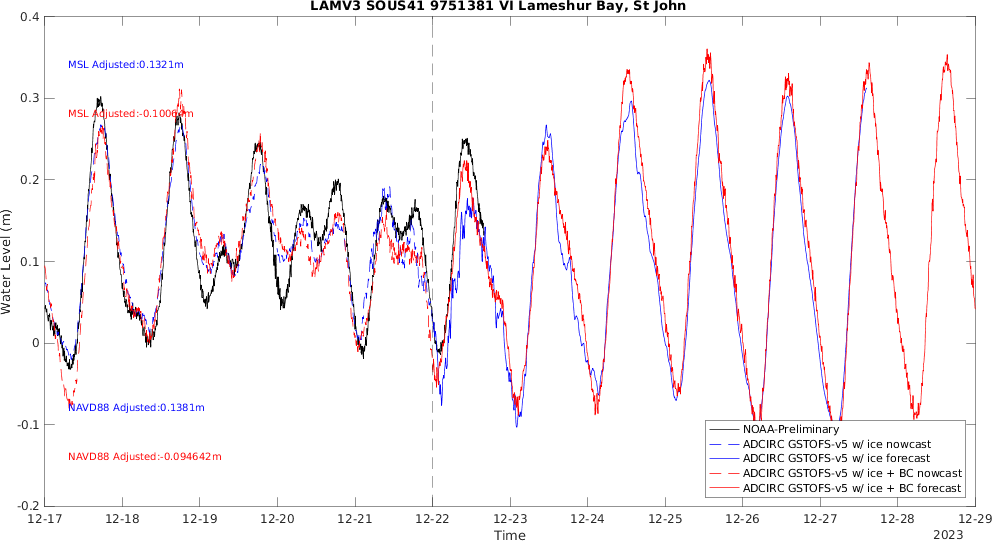 LAMV3 SOUS41 9751381 VI Lameshur Bay, St John
0.4
0.3
0.2
0.1
0
-0.1
-0.2
Water Level (m)
MSL Adjusted:0.1321m
MSL Adjusted:-0.1006
NAVD88 Adjusted:0.1381m
NAVD88 Adjusted:-0.094642m
NOAA-Preliminary
ADCIRC GSTOFS-v5 w/ ice nowcast
ADCIRC GSTOFS-v5 w/ ice forecast
ADCIRC GSTOFS-v5 w/ ice + BC nowcast
ADCIRC GSTOFS-v5 w/ ice + BC forecast
12-17 12-18 12-19 12-20 12-21 12-22 12-23 12-24 12-25 12-26 12-27 12-28 12-29
Time
2023